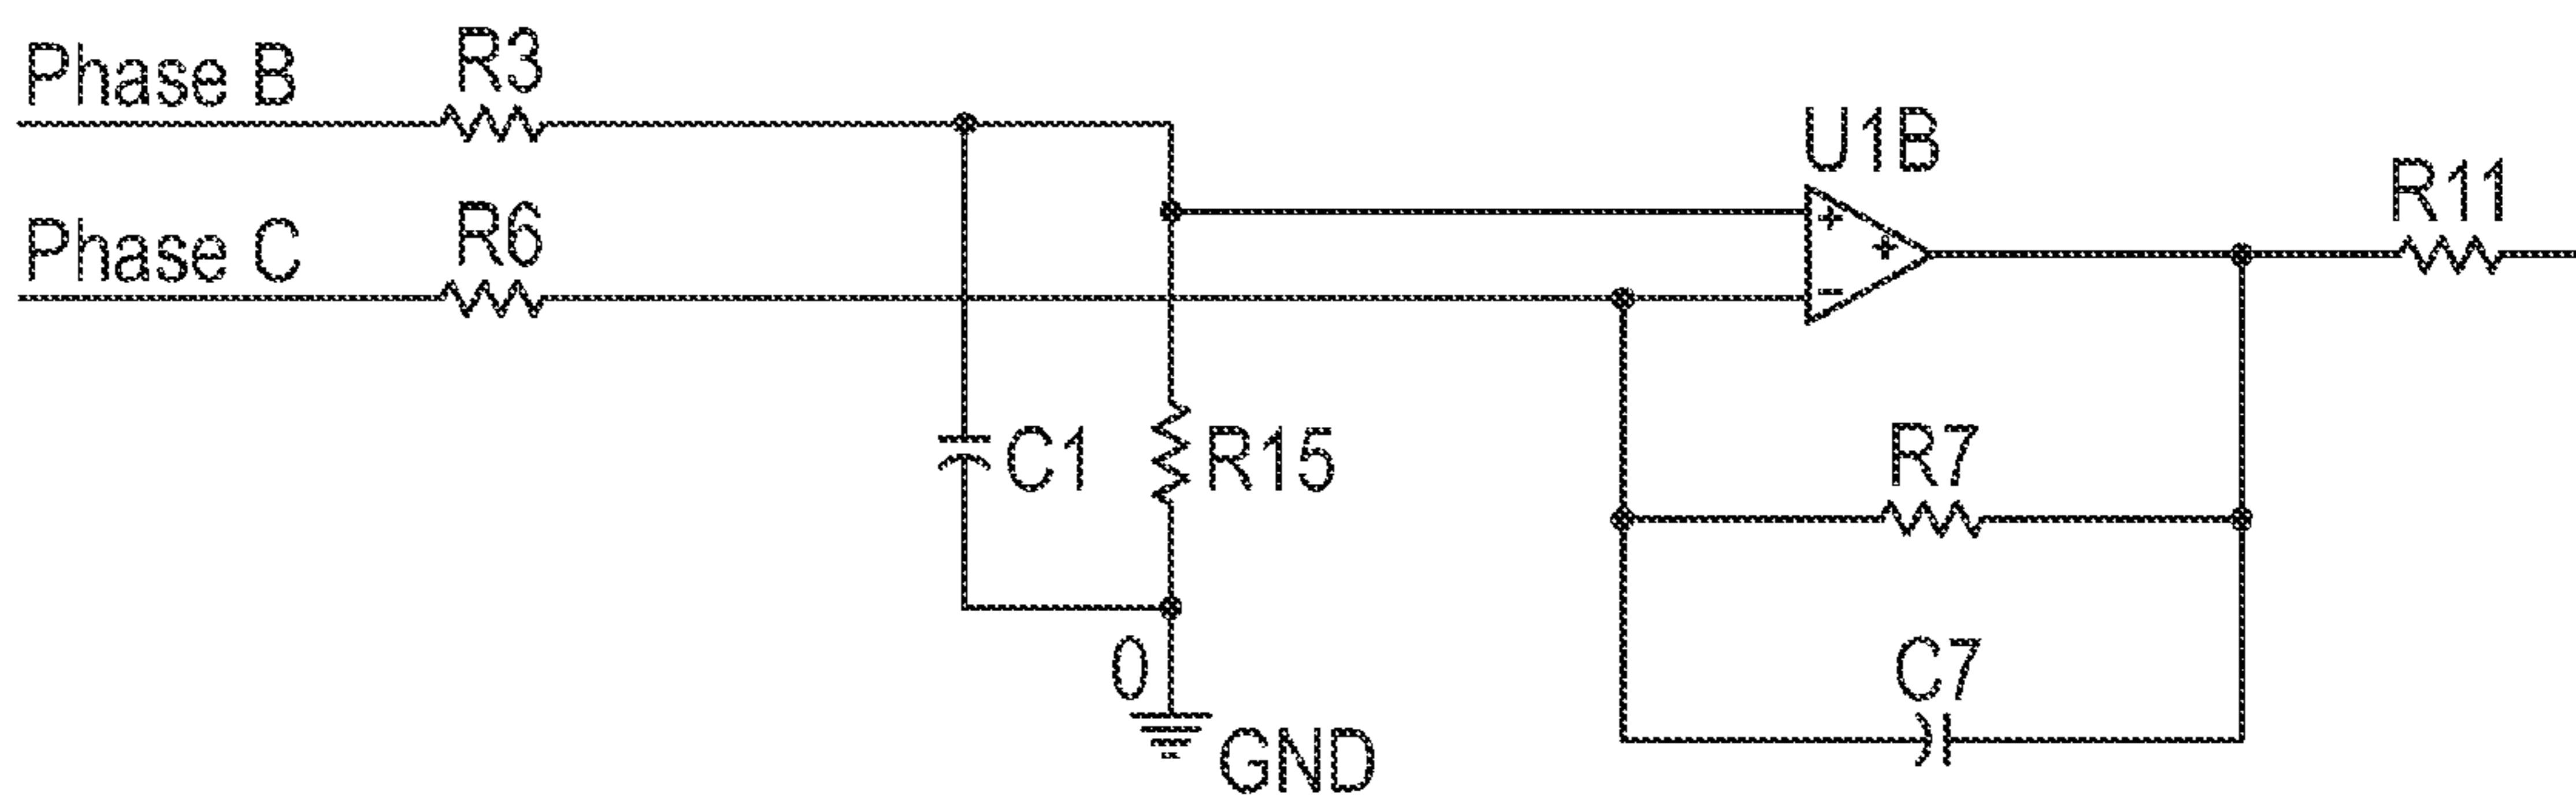 Phase B
R3
U1B
R11
Phase C
R6
+
+
-
C1
R15
R7
0
C7
GND